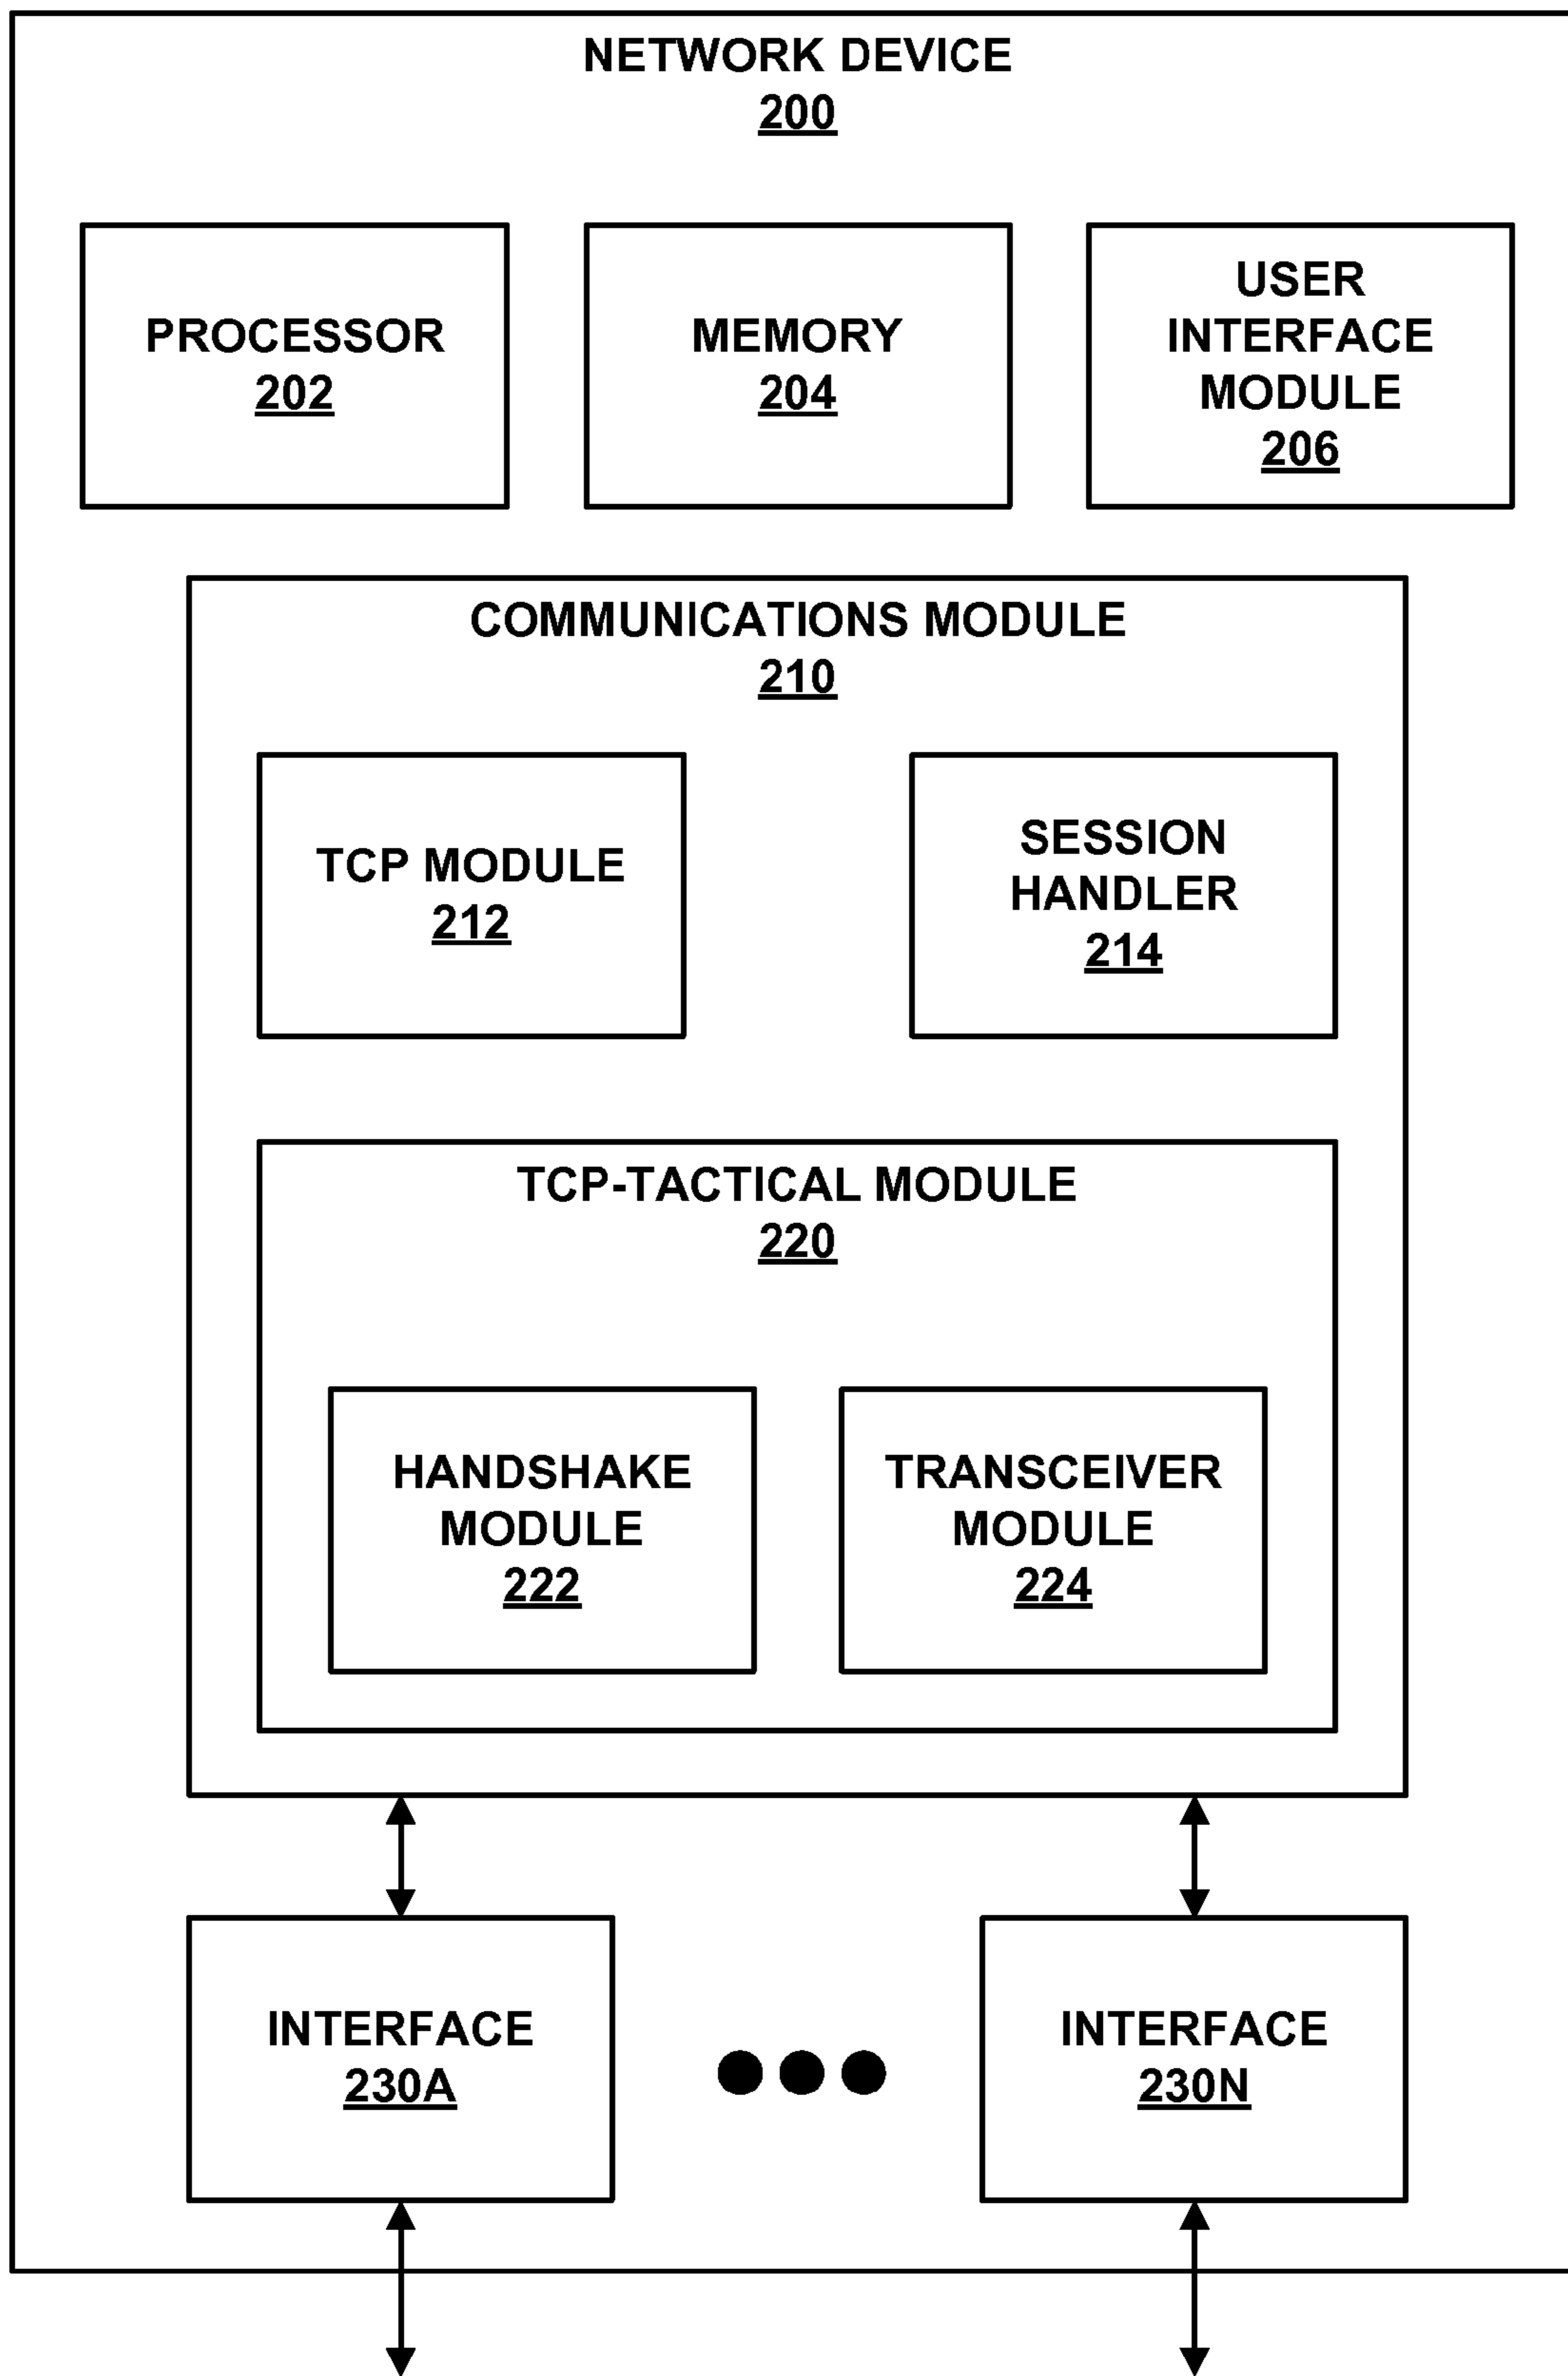 NETWORK DEVICE
200
PROCESSOR
202
MEMORY
204
USER
INTERFACE
MODULE
206
COMMUNICATIONS MODULE
210
TCP MODULE
212
SESSION
HANDLER
214
TCP-TACTICAL MODULE
220
HANDSHAKE
MODULE
222
TRANSCEIVER
MODULE
224
INTERFACE
230A
INTERFACE
230N